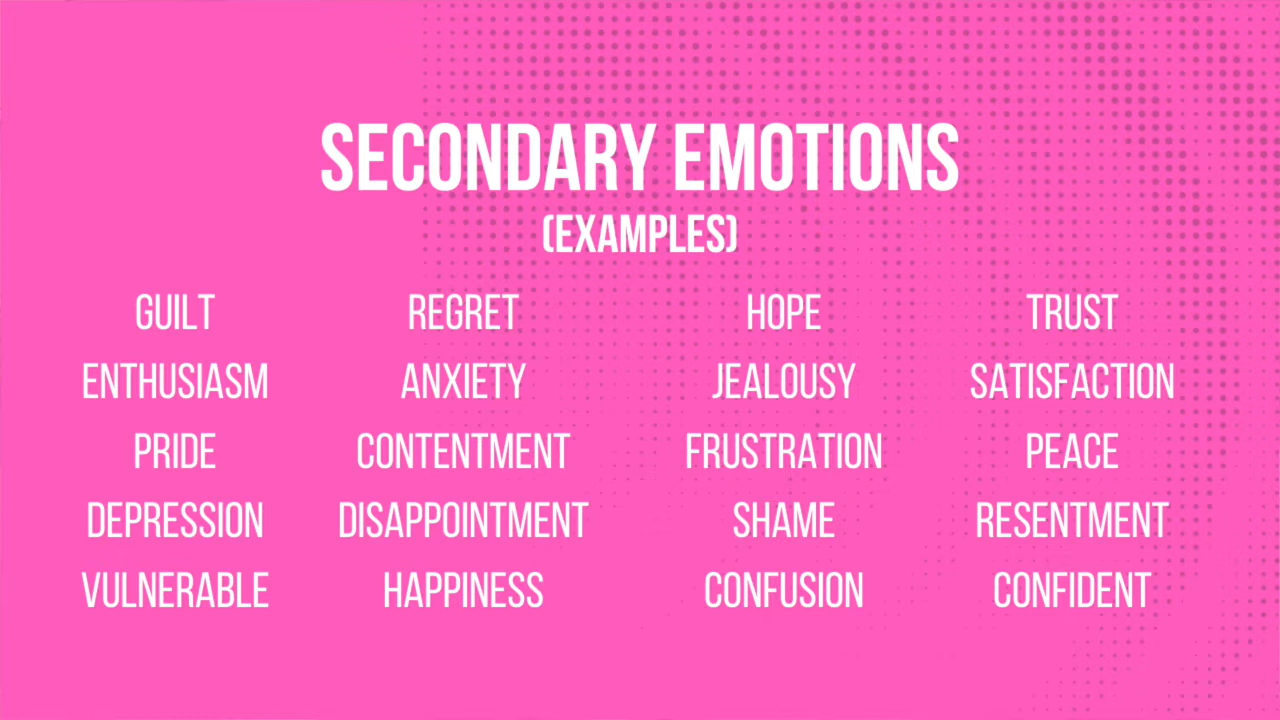 SECONDARY EMOTIONS
(EXAMPLES)
GUILT REGRET HOPE TRUST
ENTHUSIASM ANXIETY JEALOUSY SATISFACTION
PRIDE CONTENTMENT FRUSTRATION PEACE
DEPRESSION DISAPPOINTMENT SHAME RESENTMENT
VULNERABLE HAPPINESS CONFUSION CONFIDENT